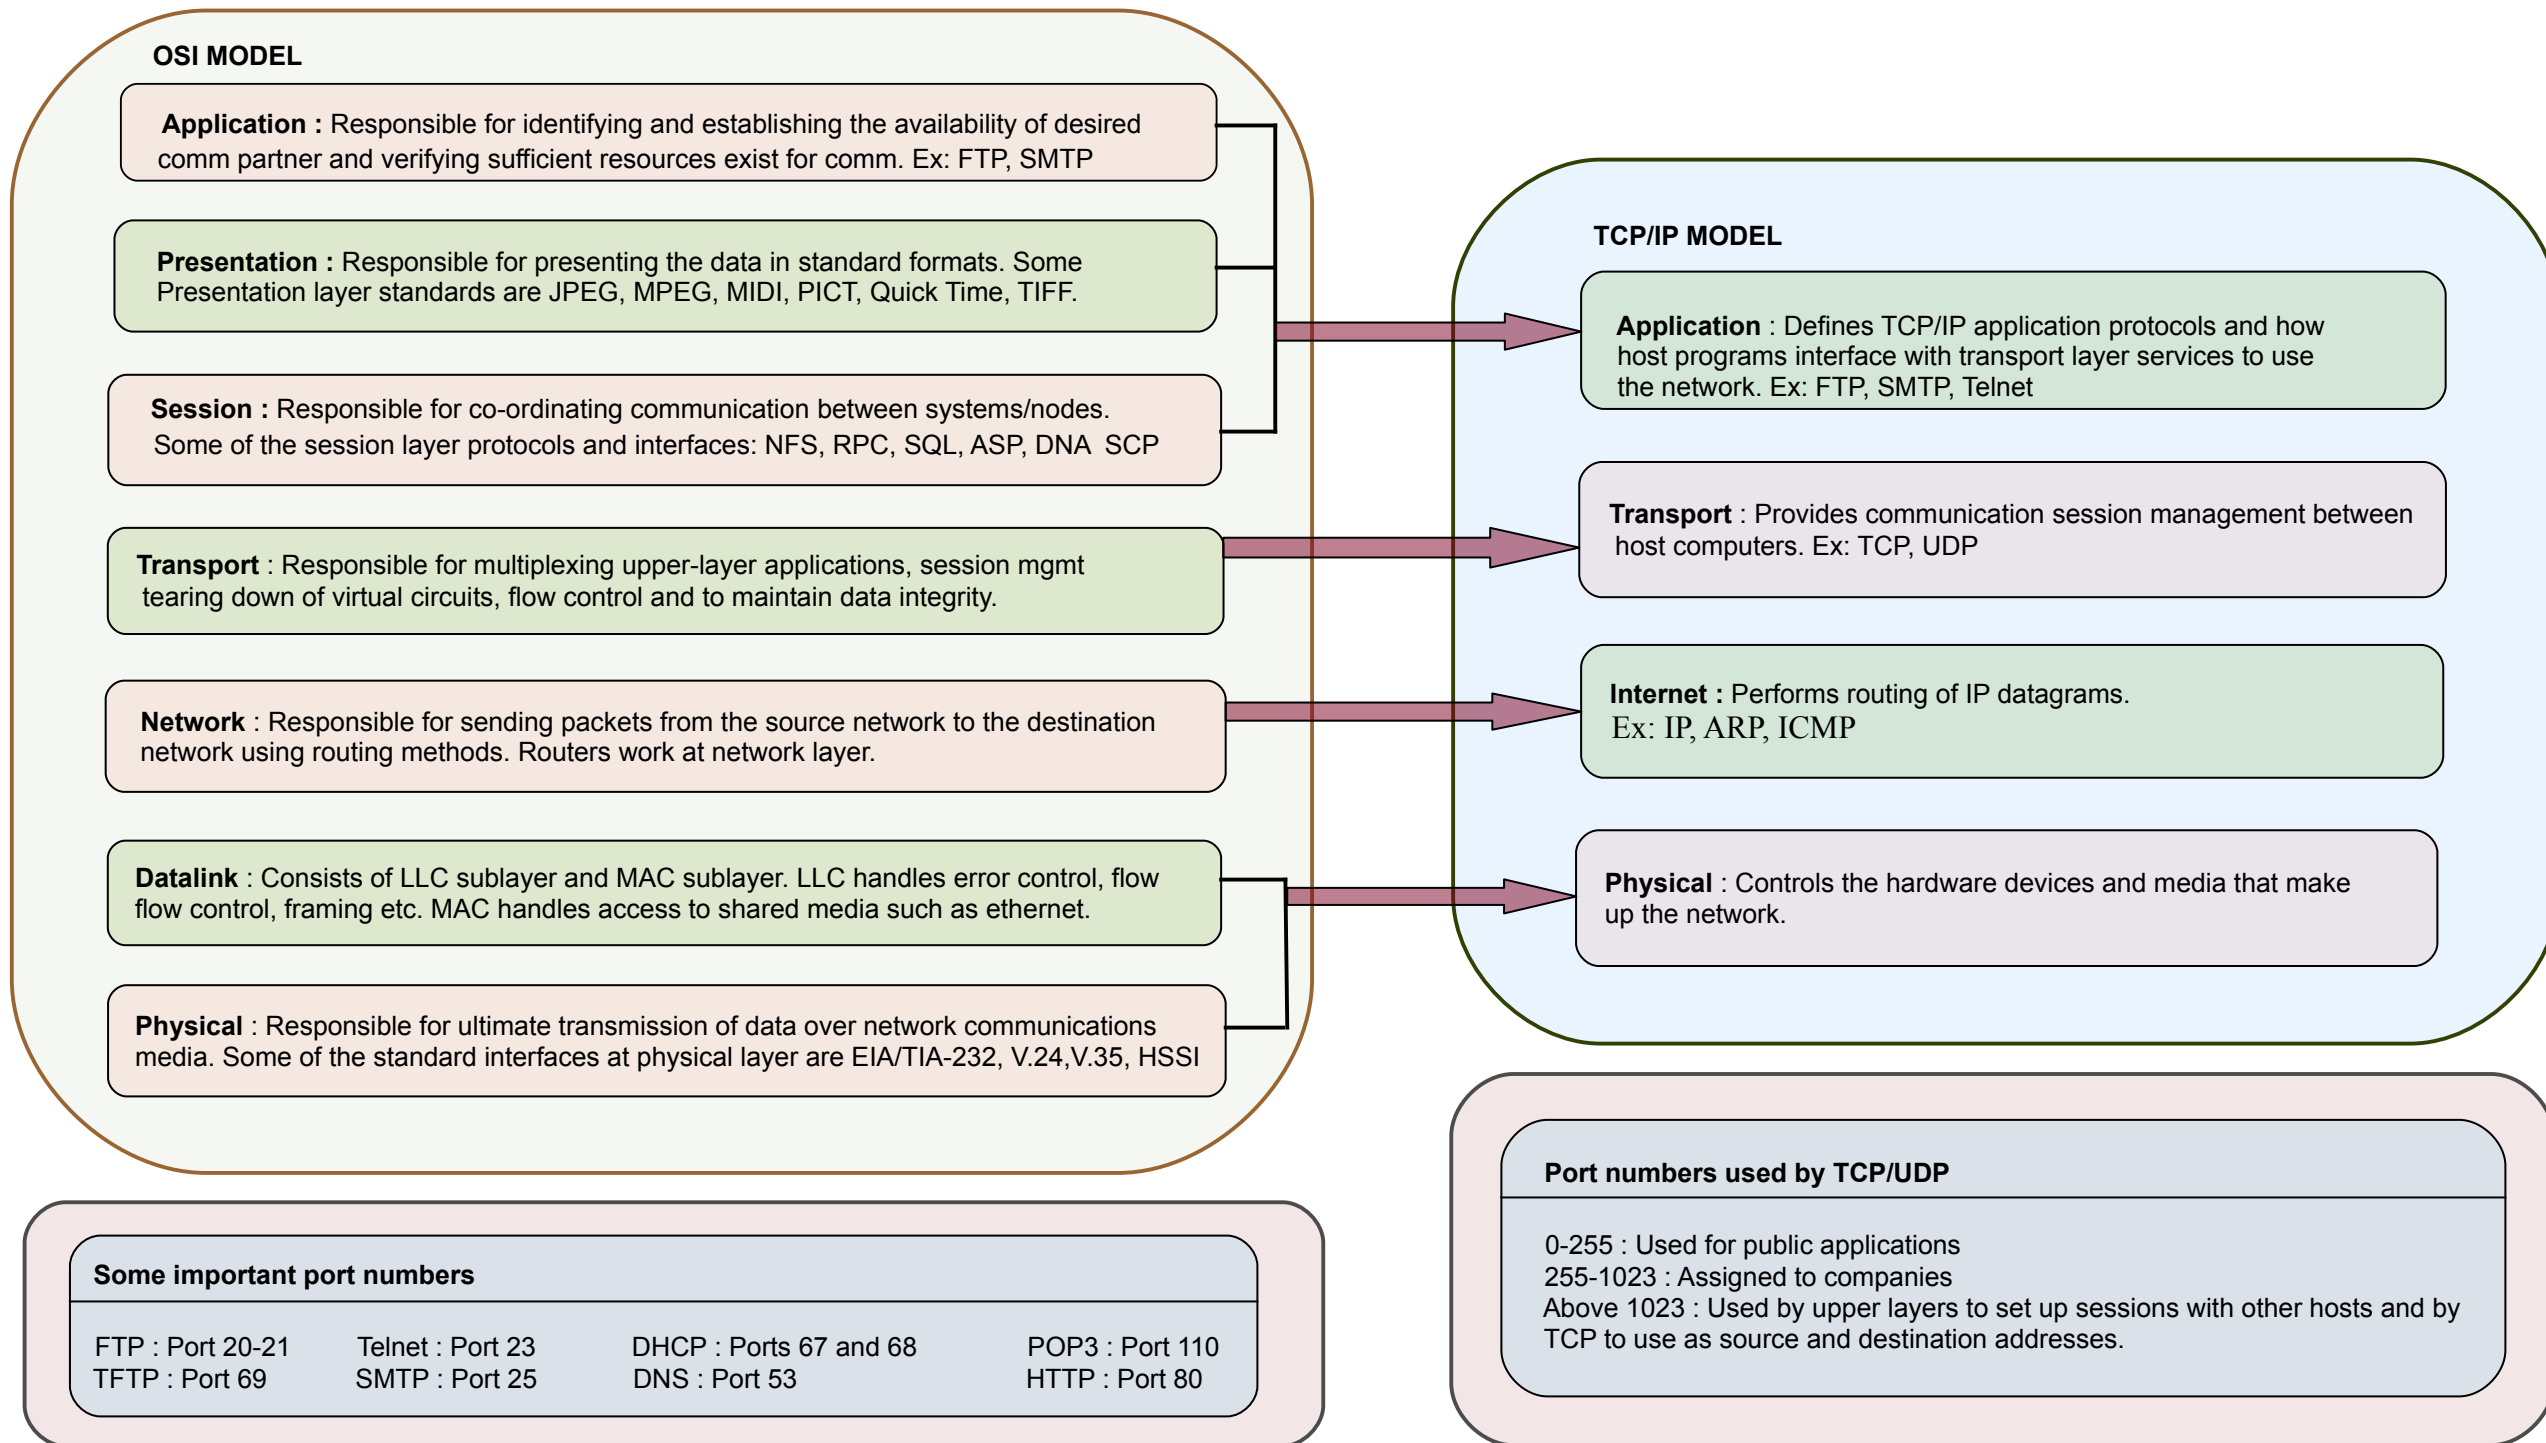 OSI MODEL
Application : Responsible for identifying and establishing the availability of desired
comm partner and verifying sufficient resources exist for comm. Ex: FTP, SMTP
Presentation : Responsible for presenting the data in standard formats. Some
Presentation layer standards are JPEG, MPEG, MIDI, PICT, Quick Time, TIFF.
Session : Responsible for co-ordinating communication between systems/nodes.
Some of the session layer protocols and interfaces: NFS, RPC, SQL, ASP, DNA SCP
Transport : Responsible for multiplexing upper-layer applications, session mgmt
tearing down of virtual circuits, flow control and to maintain data integrity.
Network : Responsible for sending packets from the source network to the destination
network using routing methods. Routers work at network layer.
Datalink : Consists of LLC sublayer and MAC sublayer. LLC handles error control, flow
flow control, framing etc. MAC handles access to shared media such as ethernet.
Physical : Responsible for ultimate transmission of data over network communications
media. Some of the standard interfaces at physical layer are EIA/TIA-232, V.24,V.35, HSSI
TCP/IP MODEL
Application : Defines TCP/IP application protocols and how
host programs interface with transport layer services to use
the network. Ex: FTP, SMTP, Telnet
Transport : Provides communication session management between
host computers. Ex: TCP, UDP
Internet : Performs routing of IP datagrams.
Ex: IP, ARP, ICMP
Physical : Controls the hardware devices and media that make
up the network.
Some important port numbers
FTP : Port 20-21 Telnet : Port 23 DHCP : Ports 67 and 68 POP3 : Port 110
TFTP : Port 69 SMTP : Port 25 DNS : Port 53 HTTP : Port 80
Port numbers used by TCP/UDP
0-255 : Used for public applications
255-1023 : Assigned to companies
Above 1023 : Used by upper layers to set up sessions with other hosts and by
TCP to use as source and destination addresses.